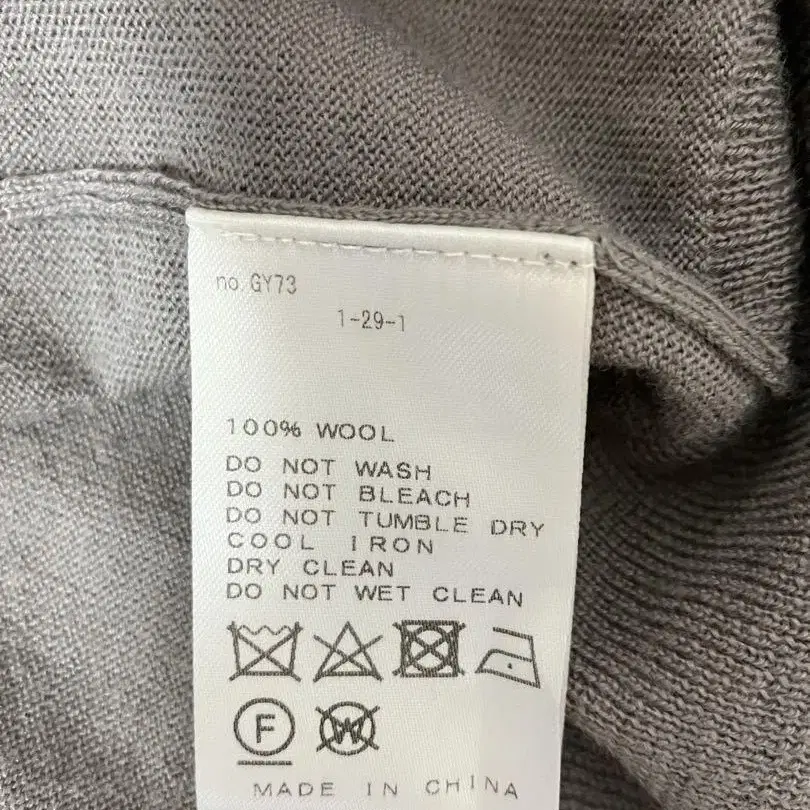 no.GY73
1-29-1
100% WOOL
DO NOT WASH
DO NOT BLEACH
DO NOT TUMBLE DRY
COOL IRON
DRY CLEAN
DO NOT WET CLEAN
F W
MADE IN CHINA